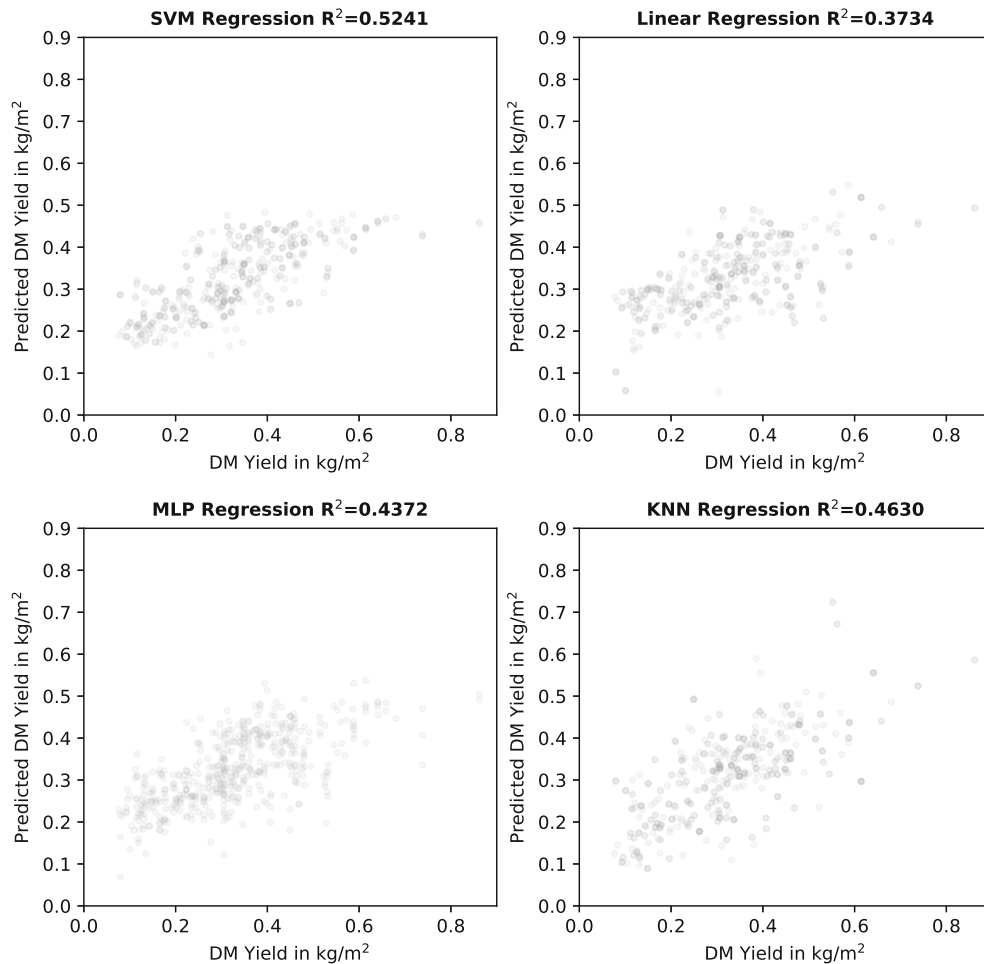 SVM Regression R²=0.5241
0.9
0.8
0.7
0.6
0.5
0.4
0.3
0.2
0.1
0.0
Predicted DM Yield in kg/m²
0.0 0.2 0.4 0.6 0.8
DM Yield in kg/m²
Linear Regression R²=0.3734
0.9
0.8
0.7
0.6
0.5
0.4
0.3
0.2
0.1
0.0
Predicted DM Yield in kg/m²
0.0 0.2 0.4 0.6 0.8
DM Yield in kg/m²
MLP Regression R²=0.4372
0.9
0.8
0.7
0.6
0.5
0.4
0.3
0.2
0.1
0.0
Predicted DM Yield in kg/m²
0.0 0.2 0.4 0.6 0.8
DM Yield in kg/m²
KNN Regression R²=0.4630
0.9
0.8
0.7
0.6
0.5
0.4
0.3
0.2
0.1
0.0
Predicted DM Yield in kg/m²
0.0 0.2 0.4 0.6 0.8
DM Yield in kg/m²